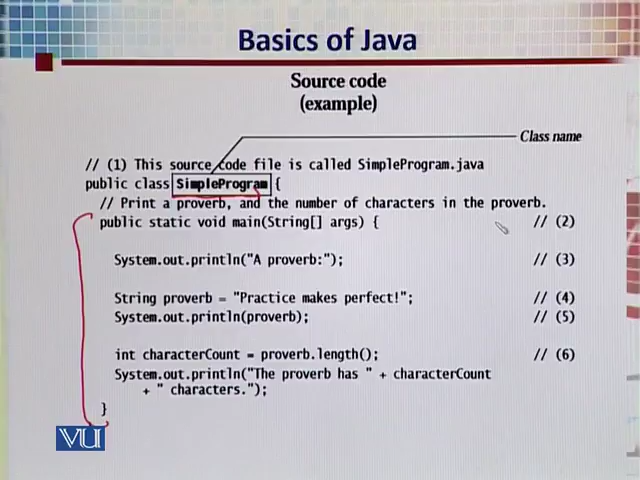 Basics of Java
Source code
(example)
Class name
// (1) This source code file is called SimpleProgram.java
public class SimpleProgram {
// Print a proverb, and the number of characters in the proverb.
public static void main(String[] args) { // (2)
System.out.println("A proverb:"); // (3)
String proverb = "Practice makes perfect!"; // (4)
System.out.println(proverb); // (5)
int characterCount = proverb.length(); // (6)
System.out.println("The proverb has " + characterCount
+ " characters.");
}
VU